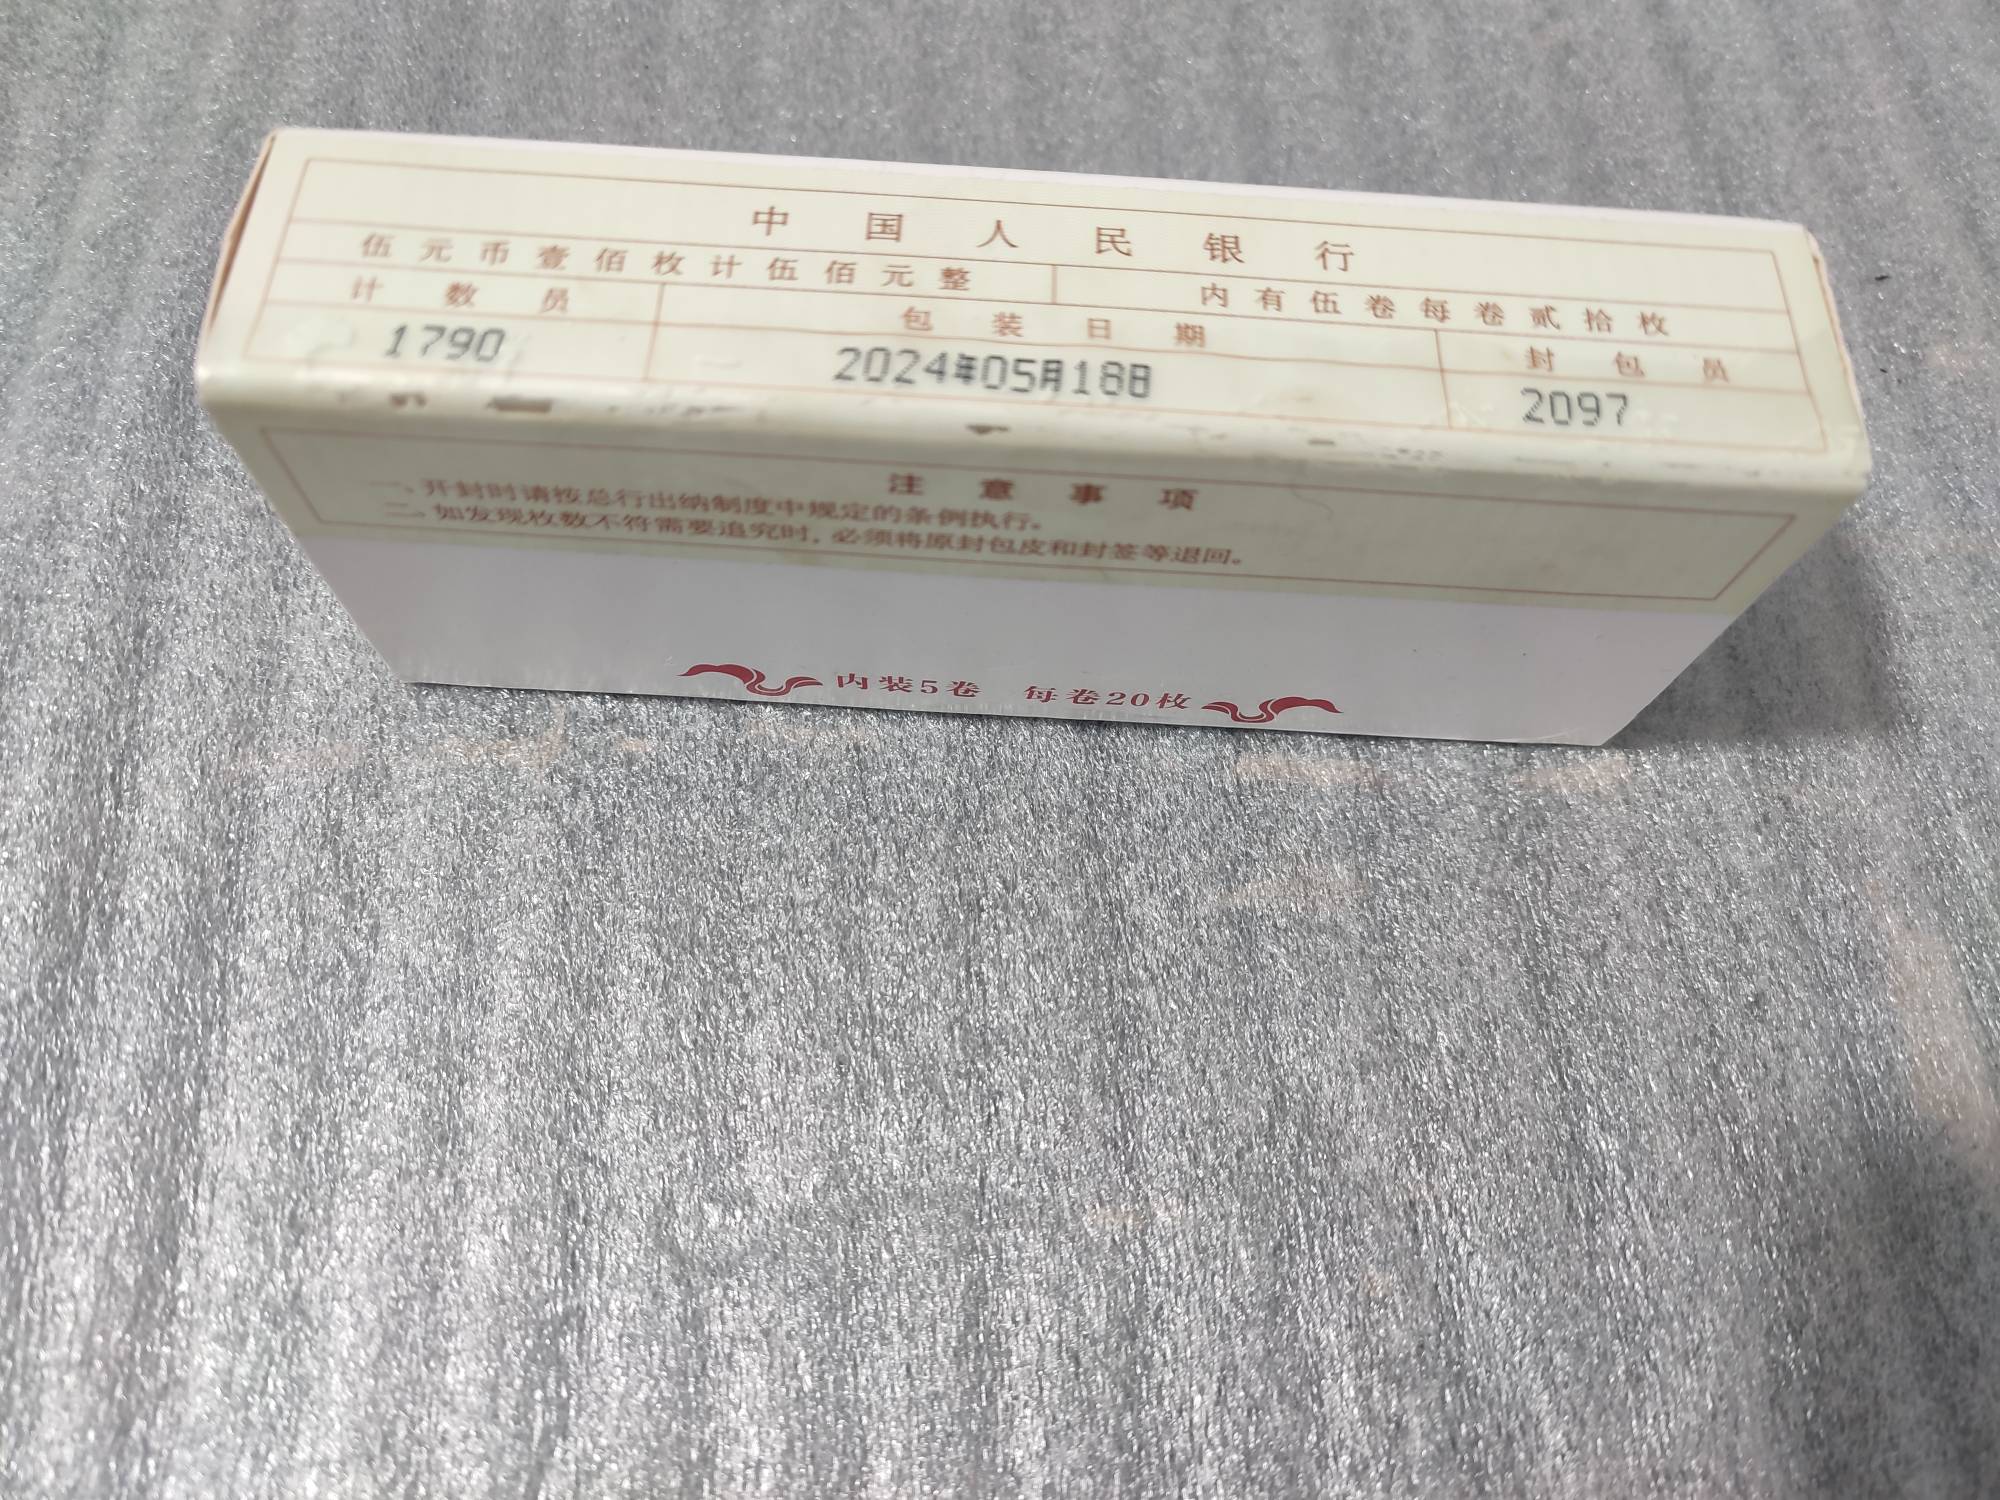 中国人民银行
伍元币壹佰枚计伍佰元整 内有伍卷每卷贰拾枚
计数员 包装日期 封包员
1790 2024年05月18日 2097
注意事项
一、开封时请按总行出纳制度中规定的条例执行。
二、如发现枚数不符需要追究时，必须将原封包皮和封签等退回。
内装5卷 每卷20枚